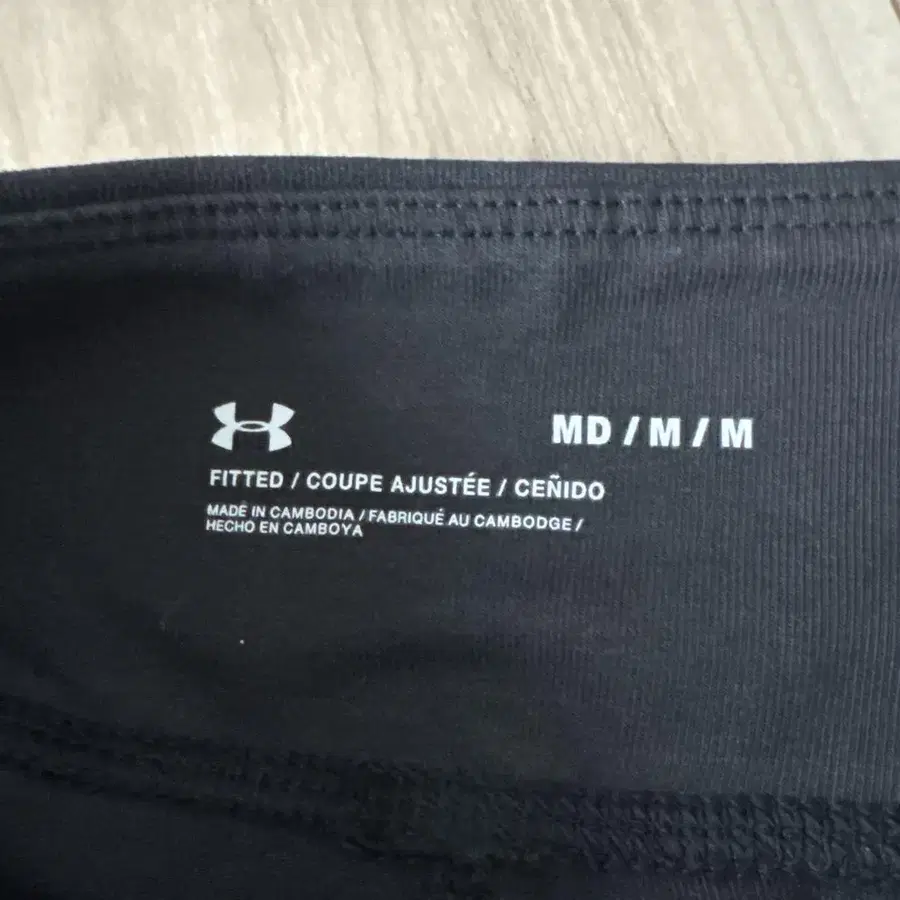 MD / M / M
FITTED / COUPE AJUSTÉE / CEÑIDO
MADE IN CAMBODIA / FABRIQUÉ AU CAMBODGE /
HECHO EN CAMBOYA